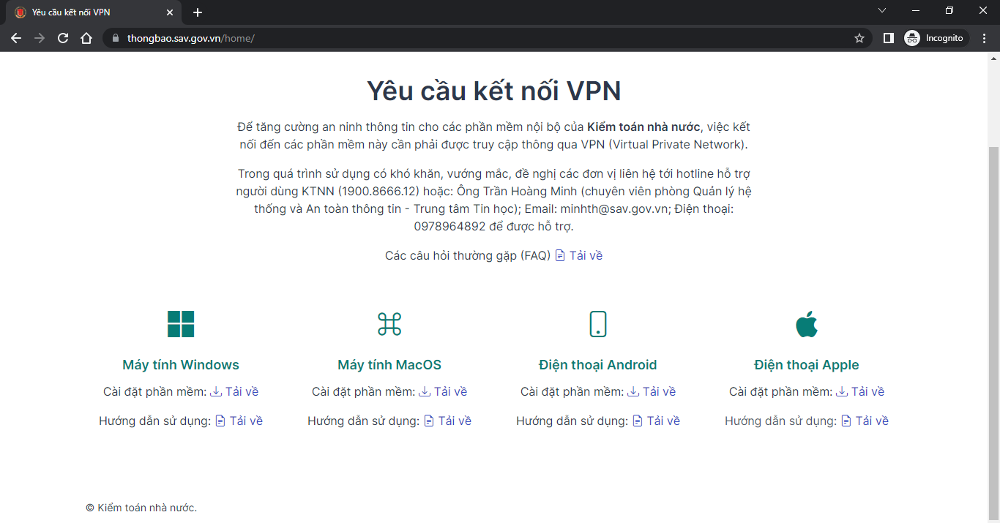 Yêu cầu kết nối VPN
thongbao.sav.gov.vn/home/
Incognito
Yêu cầu kết nối VPN
Để tăng cường an ninh thông tin cho các phần mềm nội bộ của Kiểm toán nhà nước, việc kết
nối đến các phần mềm này cần phải được truy cập thông qua VPN (Virtual Private Network).
Trong quá trình sử dụng có khó khăn, vướng mắc, đề nghị các đơn vị liên hệ tới hotline hỗ trợ
người dùng KTNN (1900.8666.12) hoặc: Ông Trần Hoàng Minh (chuyên viên phòng Quản lý hệ
thống và An toàn thông tin - Trung tâm Tin học); Email: minhth@sav.gov.vn; Điện thoại:
0978964892 để được hỗ trợ.
Các câu hỏi thường gặp (FAQ) Tải về
Máy tính Windows
Cài đặt phần mềm: Tải về
Hướng dẫn sử dụng: Tải về
Máy tính MacOS
Cài đặt phần mềm: Tải về
Hướng dẫn sử dụng: Tải về
Điện thoại Android
Cài đặt phần mềm: Tải về
Hướng dẫn sử dụng: Tải về
Điện thoại Apple
Cài đặt phần mềm: Tải về
Hướng dẫn sử dụng: Tải về
© Kiểm toán nhà nước.